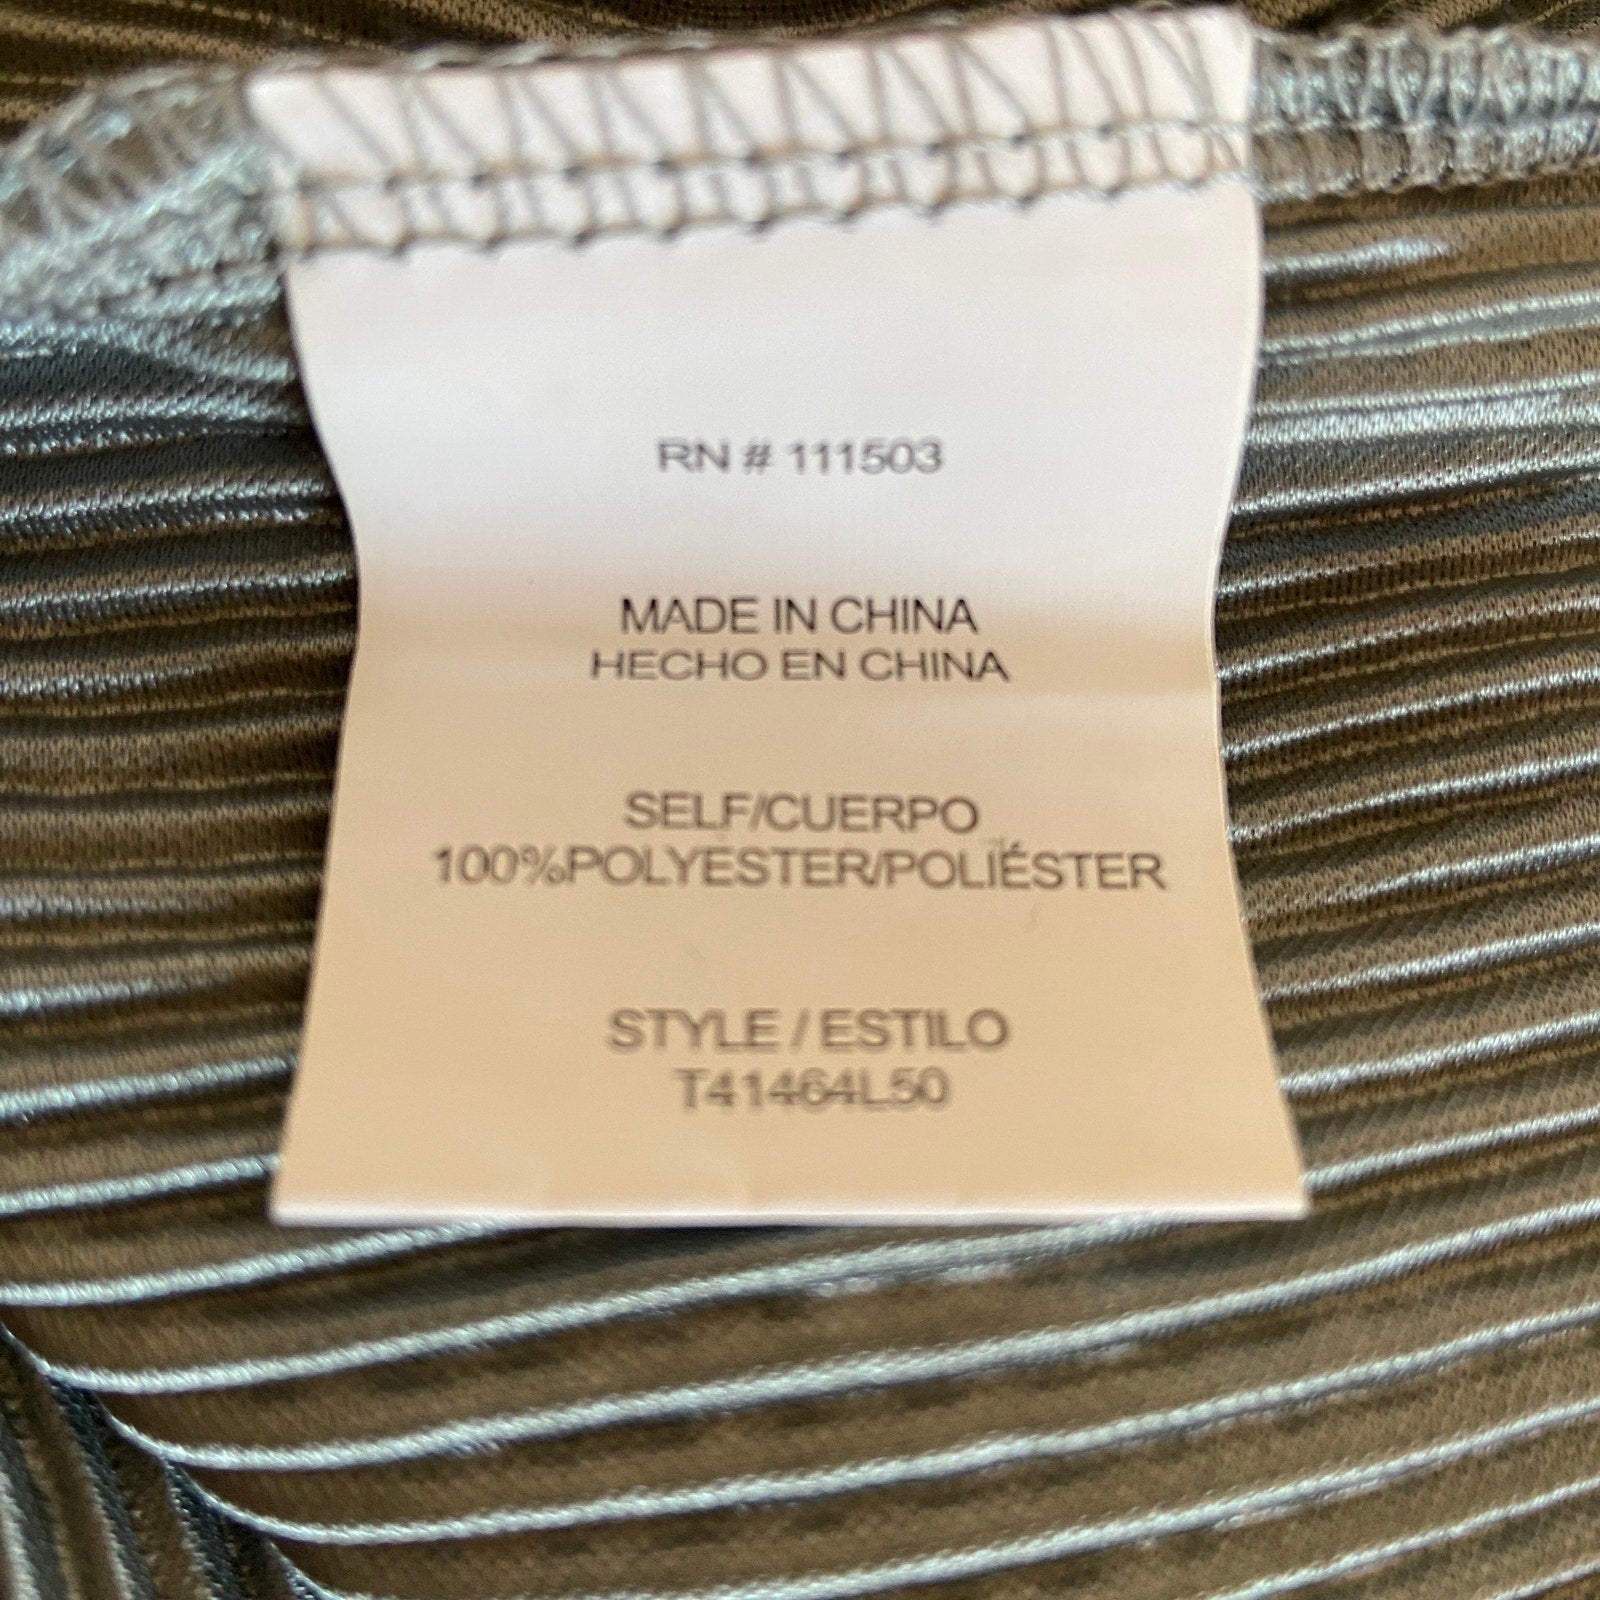 RN # 111503
MADE IN CHINA
HECHO EN CHINA
SELF/CUERPO
100%POLYESTER/POLIÉSTER
STYLE / ESTILO
T41464L50